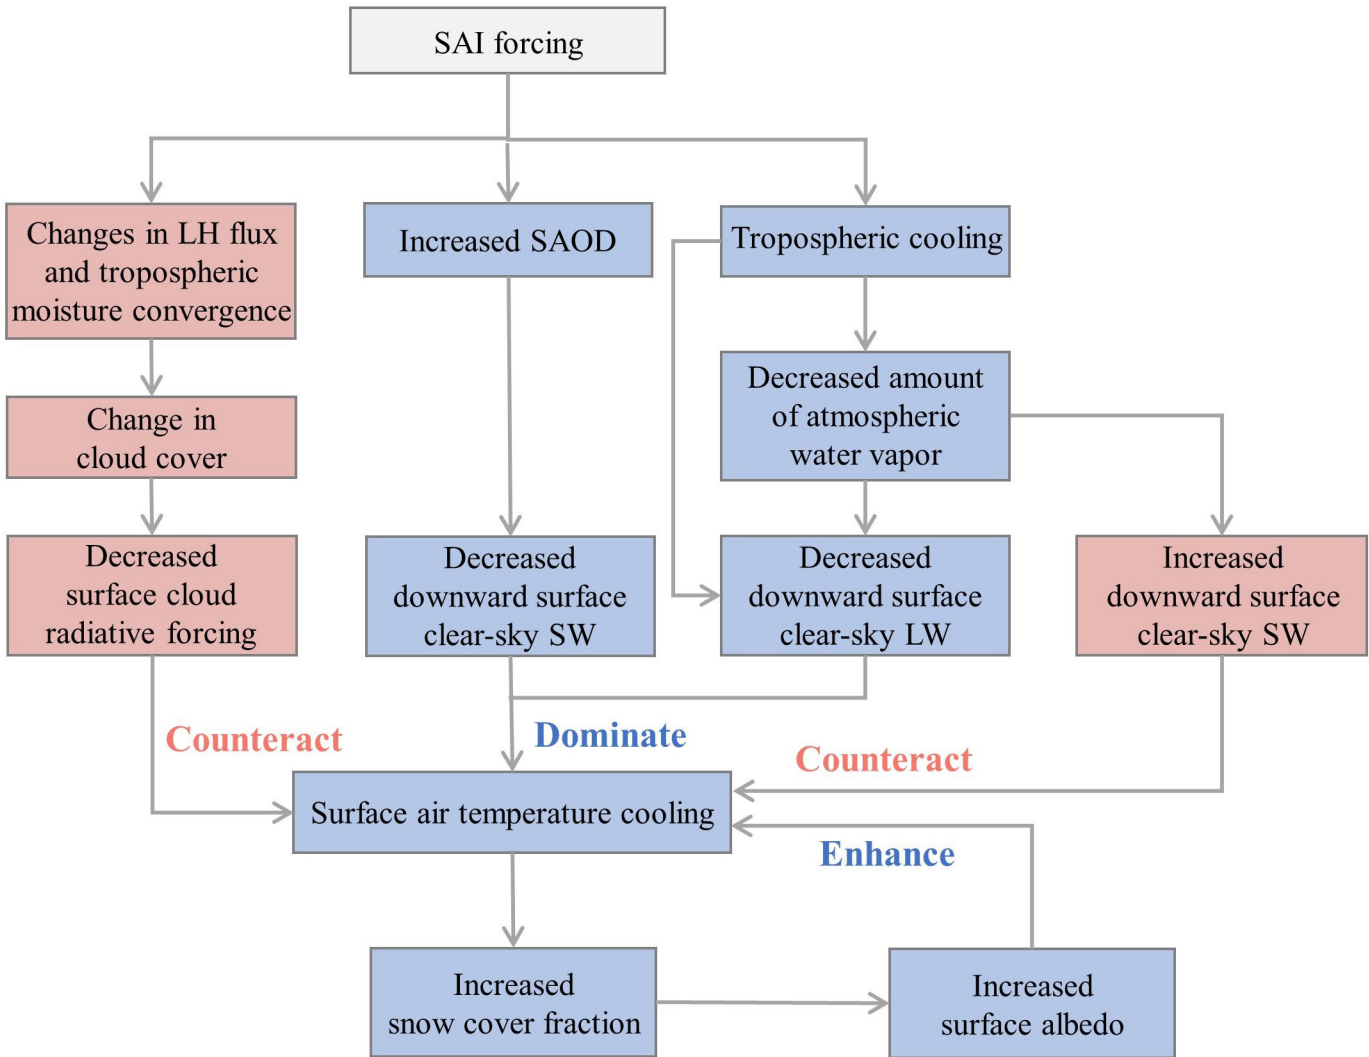 SAI forcing
Changes in LH flux
and tropospheric
moisture convergence
Increased SAOD
Tropospheric cooling
Decreased amount
of atmospheric
water vapor
Change in
cloud cover
Decreased
surface cloud
radiative forcing
Decreased
downward surface
clear-sky SW
Decreased
downward surface
clear-sky LW
Increased
downward surface
clear-sky SW
Counteract
Dominate
Counteract
Surface air temperature cooling
Enhance
Increased
snow cover fraction
Increased
surface albedo